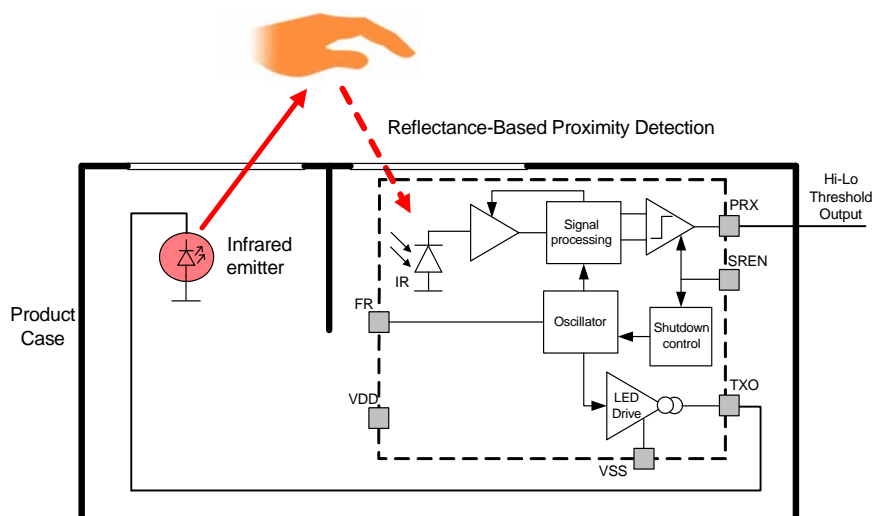 Reflectance-Based Proximity Detection
Hi-Lo
Threshold
Output
PRX
Signal
processing
Infrared
emitter
IR
SREN
FR
Oscillator
Shutdown
control
Product
Case
VDD
LED
Drive
TXO
VSS